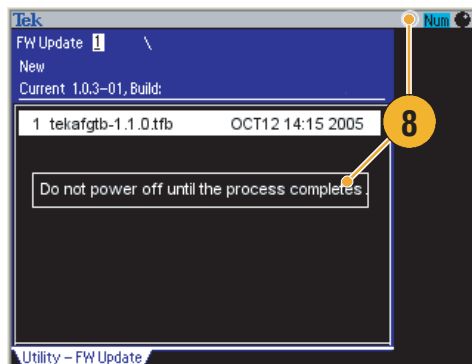 Tek
Num
FW Update 1 \
New
Current 1.0.3–01, Build:
1 tekafgtb-1.1.0.tfb OCT12 14:15 2005
8
Do not power off until the process completes.
Utility – FW Update